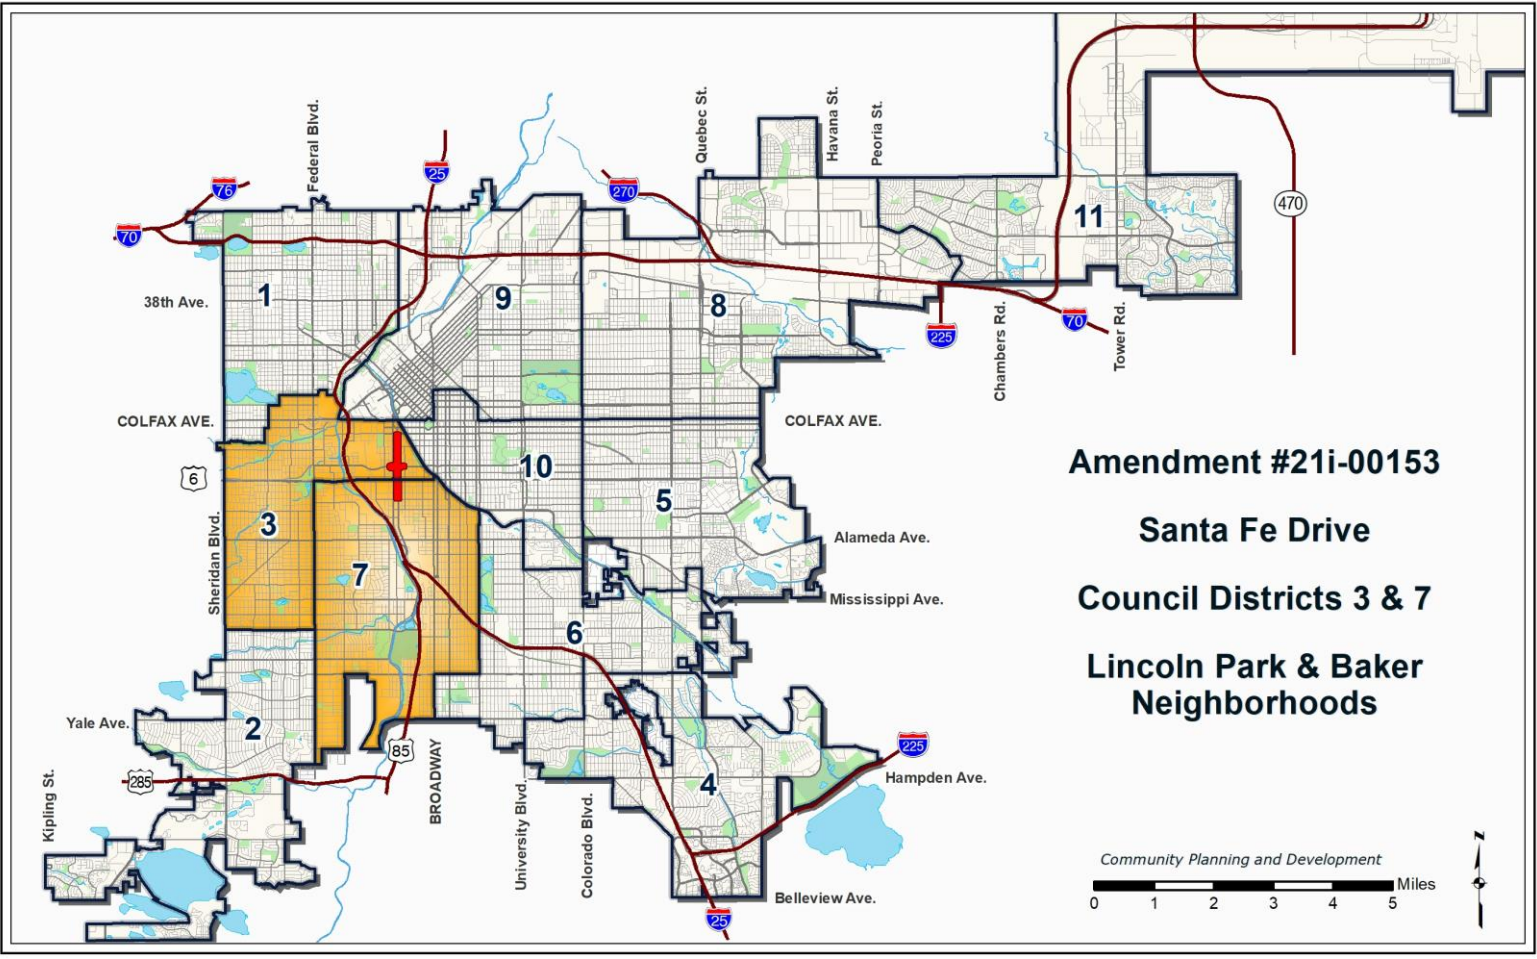 Federal Blvd.
Quebec St.
Havana St.
Peoria St.
76
25
270
70
470
11
38th Ave.
1
9
8
225
70
Chambers Rd.
Tower Rd.
COLFAX AVE.
COLFAX AVE.
6
10
5
3
7
Sheridan Blvd.
Alameda Ave.
Mississippi Ave.
6
Amendment #21i-00153
Santa Fe Drive
Council Districts 3 & 7
Lincoln Park & Baker
Neighborhoods
Yale Ave.
2
85
BROADWAY
225
285
4
Hampden Ave.
Kipling St.
University Blvd.
Colorado Blvd.
Belleview Ave.
25
Community Planning and Development
Miles
0 1 2 3 4 5
N